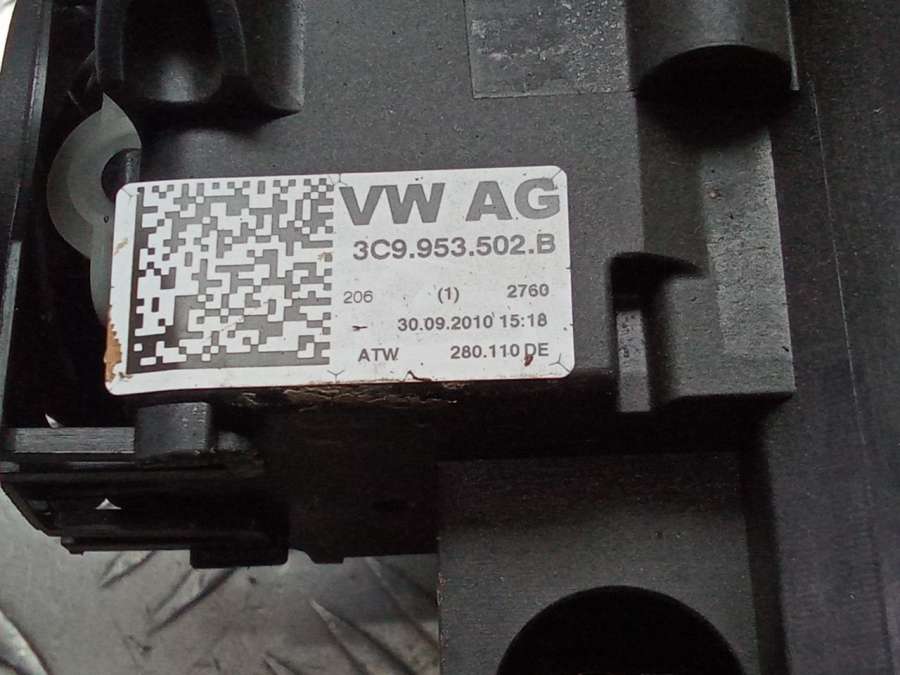 VW AG
3C9.953.502.B
206 (1) 2760
- 30.09.2010 15:18
ATW 280.110 DE